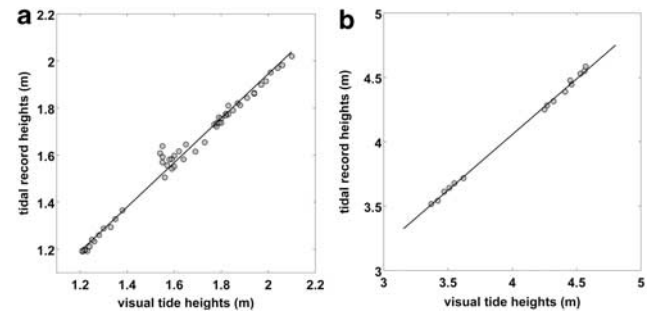 a
2.2
2
1.8
1.6
1.4
1.2
tidal record heights (m)
1.2 1.4 1.6 1.8 2 2.2
visual tide heights (m)
b
5
4.5
4
3.5
3
tidal record heights (m)
3 3.5 4 4.5 5
visual tide heights (m)